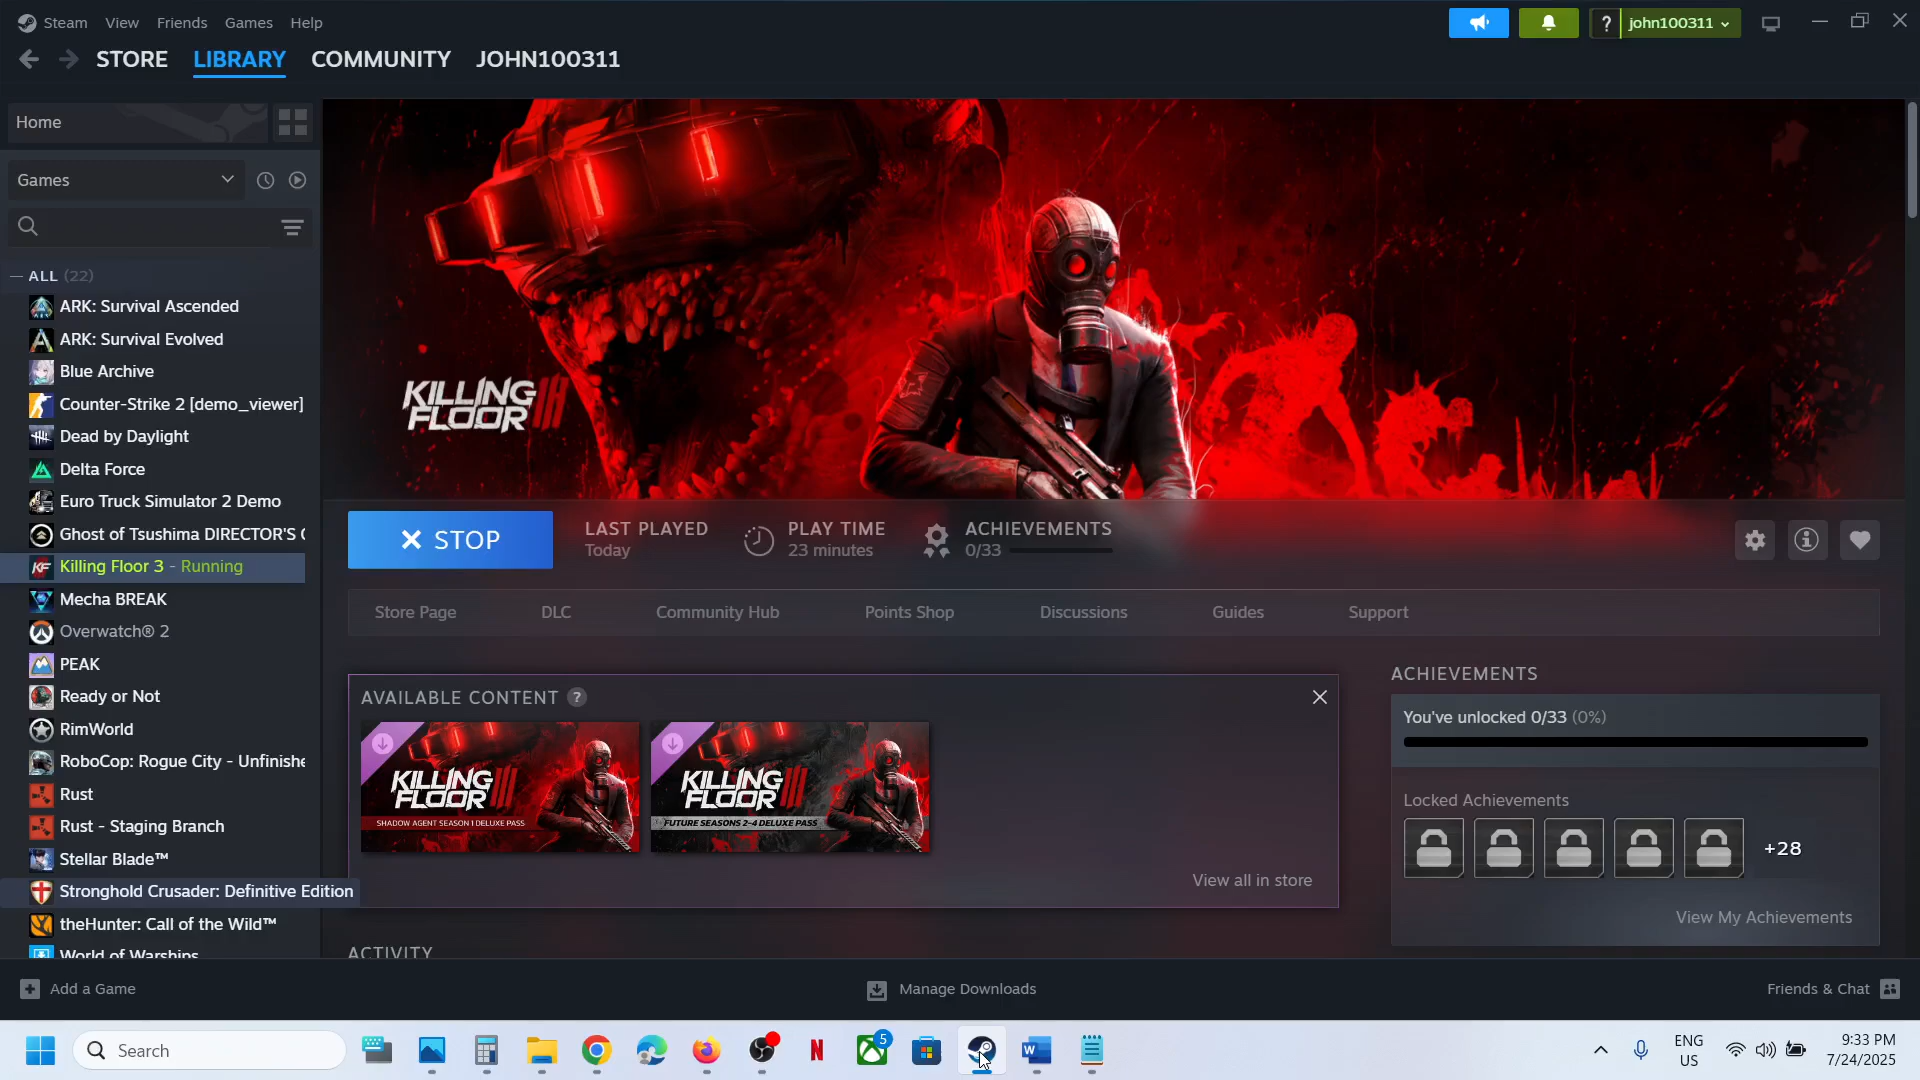 Steam View Friends Games Help
? john100311
STORE LIBRARY COMMUNITY JOHN100311
Home
Games
— ALL (22)
ARK: Survival Ascended
ARK: Survival Evolved
Blue Archive
Counter-Strike 2 [demo_viewer]
Dead by Daylight
Delta Force
Euro Truck Simulator 2 Demo
Ghost of Tsushima DIRECTOR'S C
KF Killing Floor 3 - Running
Mecha BREAK
Overwatch® 2
PEAK
Ready or Not
RimWorld
RoboCop: Rogue City - Unfinishe
Rust
Rust - Staging Branch
Stellar Blade™
Stronghold Crusader: Definitive Edition
theHunter: Call of the Wild™
World of Warships
KILLING
FLOOR III
STOP
LAST PLAYED
Today
PLAY TIME
23 minutes
ACHIEVEMENTS
0/33
Store Page DLC Community Hub Points Shop Discussions Guides Support
AVAILABLE CONTENT ?
KILLING
FLOOR III
SHADOW AGENT SEASON 1 DELUXE PASS
KILLING
FLOOR III
FUTURE SEASONS 2-4 DELUXE PASS
View all in store
ACTIVITY
ACHIEVEMENTS
You've unlocked 0/33 (0%)
Locked Achievements
+28
View My Achievements
Add a Game
Manage Downloads
Friends & Chat
Search
N
5
W
ENG
US
9:33 PM
7/24/2025